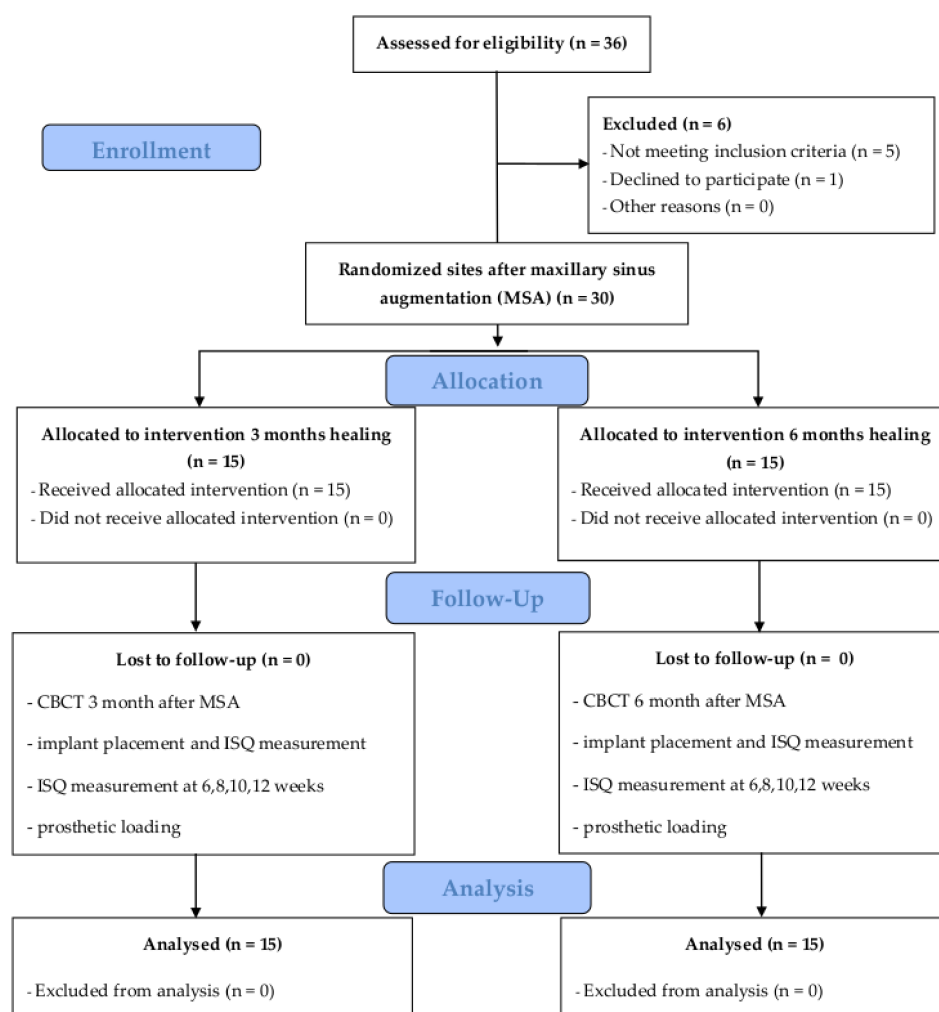 Assessed for eligibility (n = 36)
Enrollment
Excluded (n = 6)
- Not meeting inclusion criteria (n = 5)
- Declined to participate (n = 1)
- Other reasons (n = 0)
Randomized sites after maxillary sinus
augmentation (MSA) (n = 30)
Allocation
Allocated to intervention 3 months healing
(n = 15)
- Received allocated intervention (n = 15)
- Did not receive allocated intervention (n = 0)
Allocated to intervention 6 months healing
(n = 15)
- Received allocated intervention (n = 15)
- Did not receive allocated intervention (n = 0)
Follow-Up
Lost to follow-up (n = 0)
- CBCT 3 month after MSA
- implant placement and ISQ measurement
- ISQ measurement at 6,8,10,12 weeks
- prosthetic loading
Lost to follow-up (n = 0)
- CBCT 6 month after MSA
- implant placement and ISQ measurement
- ISQ measurement at 6,8,10,12 weeks
- prosthetic loading
Analysis
Analysed (n = 15)
- Excluded from analysis (n = 0)
Analysed (n = 15)
- Excluded from analysis (n = 0)